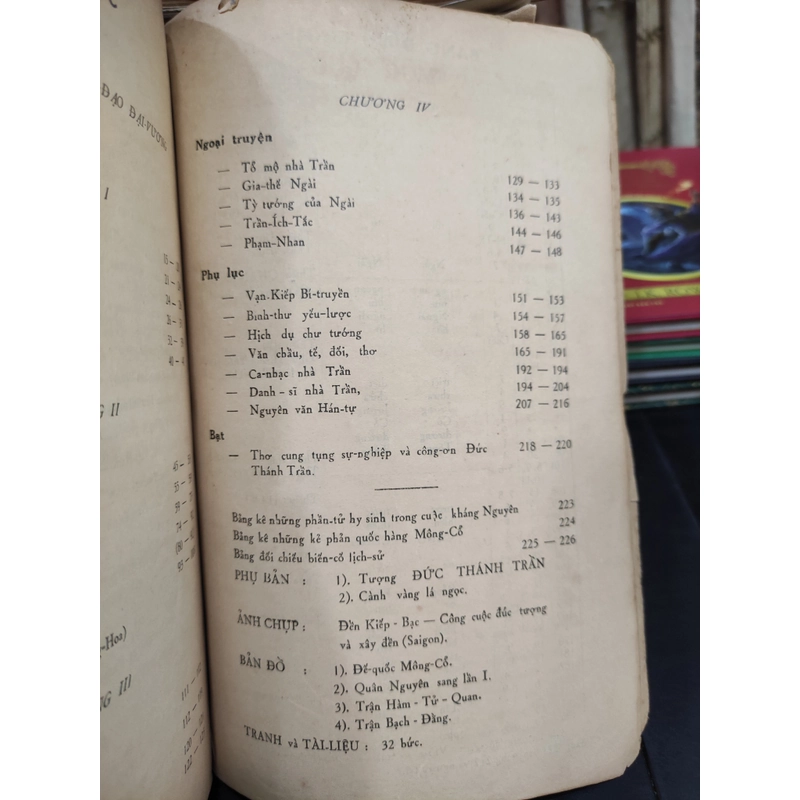 ĐẠO ĐẠI-VƯƠNG
I
II
III
CHƯƠNG IV
Ngoại truyện
— Tổ mộ nhà Trần
— Gia-thế Ngài 129 — 133
— Tỳ tướng của Ngài 134 — 135
— Trần-Ích-Tắc 136 — 143
— Phạm-Nhan 144 — 146
147 — 148
Phụ lục
— Vạn-Kiếp Bí-truyền 151 — 153
— Binh-thư yếu-lược 154 — 157
— Hịch dụ chư tướng 158 — 165
— Văn chầu, tế, đối, thơ 165 — 191
— Ca-nhạc nhà Trần 192 — 194
— Danh-sĩ nhà Trần, 194 — 204
— Nguyên văn Hán-tự 207 — 216
Bạt
— Thơ cung tụng sự-nghiệp và công-ơn Đức 218 — 220
Thánh Trần.
Bảng kê những phần-tử hy sinh trong cuộc kháng Nguyên 223
Bảng kê những kẻ phản quốc hàng Mông-Cổ 224
Bảng đối chiếu biến-cố lịch-sử 225 — 226
PHỤ BẢN : 1). Tượng ĐỨC THÁNH TRẦN
2). Cành vàng lá ngọc.
ẢNH CHỤP : Đền Kiếp-Bạc — Công cuộc đúc tượng
và xây đền (Saigon).
BẢN ĐỒ : 1). Đế-quốc Mông-Cổ.
2). Quân Nguyên sang lần I.
3). Trận Hàm-Tử-Quan.
4). Trận Bạch-Đằng.
TRANH và TÀI-LIỆU : 32 bức.